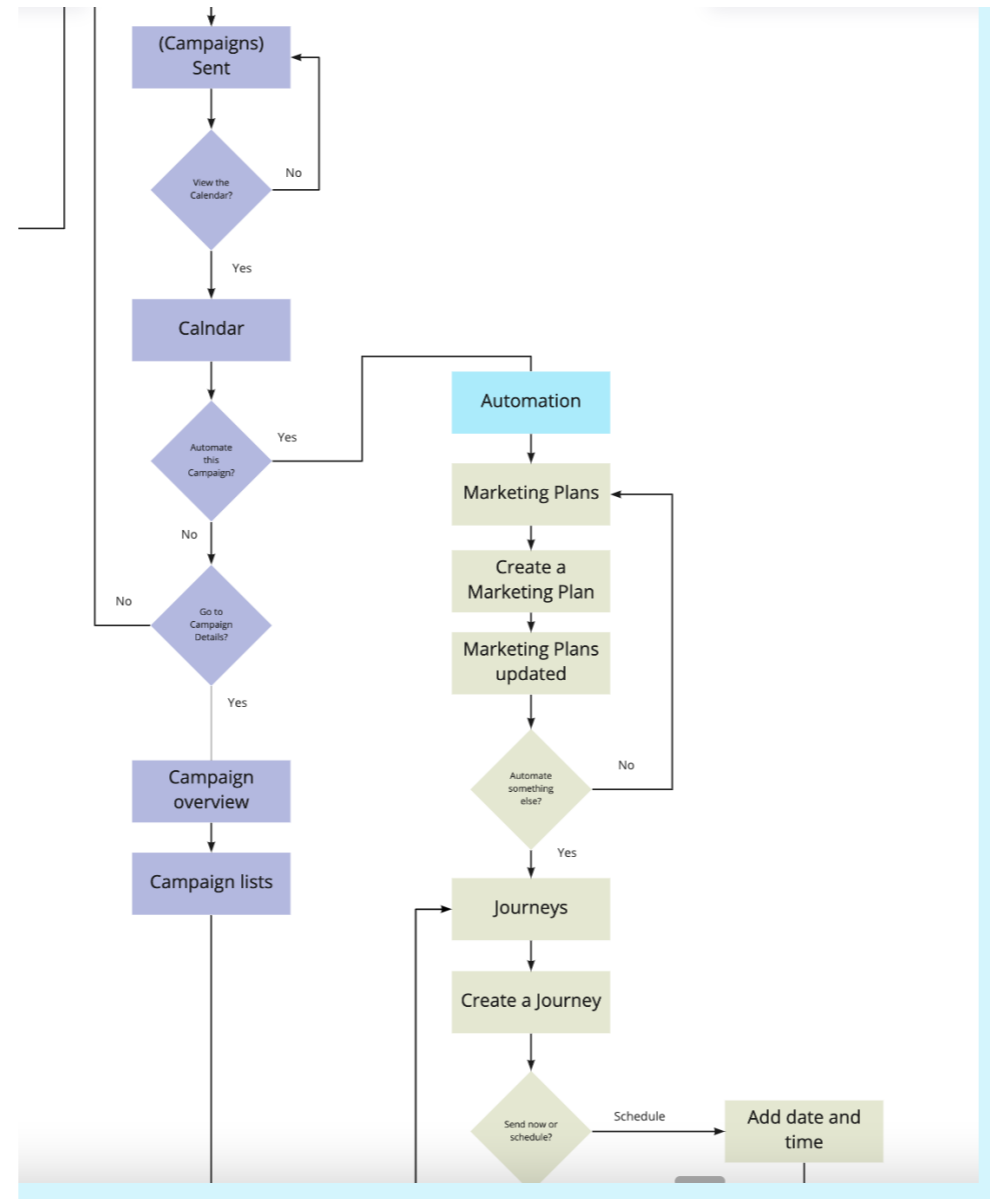 (Campaigns)
Sent
View the
Calendar?
No
Yes
Calndar
Automate
this
Campaign?
Yes
No
Go to
Campaign
Details?
No
Yes
Campaign
overview
Campaign lists
Automation
Marketing Plans
Create a
Marketing Plan
Marketing Plans
updated
Automate
something
else?
No
Yes
Journeys
Create a Journey
Send now or
schedule?
Schedule
Add date and
time